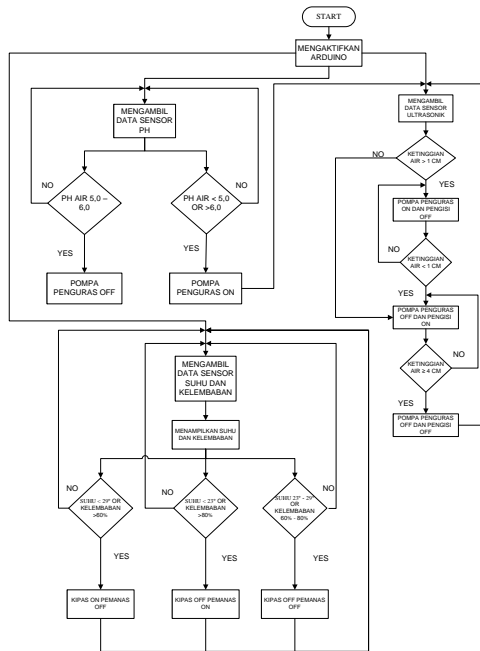 START
MENGAKTIFKAN
ARDUINO
MENGAMBIL
DATA SENSOR
PH
NO
PH AIR 5,0 –
6,0
YES
POMPA
PENGURAS OFF
NO
PH AIR < 5,0
OR >6,0
YES
POMPA
PENGURAS ON
MENGAMBIL
DATA SENSOR
ULTRASONIK
NO
KETINGGIAN
AIR > 1 CM
YES
POMPA PENGURAS
ON DAN PENGISI
OFF
NO
KETINGGIAN
AIR < 1 CM
YES
POMPA PENGURAS
OFF DAN PENGISI
ON
KETINGGIAN
AIR ≥ 4 CM
NO
YES
POMPA PENGURAS
OFF DAN PENGISI
OFF
MENGAMBIL
DATA SENSOR
SUHU DAN
KELEMBABAN
MENAMPILKAN SUHU
DAN KELEMBABAN
NO
SUHU < 29° OR
KELEMBABAN
>60%
YES
KIPAS ON PEMANAS
OFF
NO
SUHU < 23° OR
KELEMBABAN
>80%
YES
KIPAS OFF PEMANAS
ON
NO
SUHU 23° - 29°
OR
KELEMBABAN
60% - 80%
YES
KIPAS OFF PEMANAS
OFF